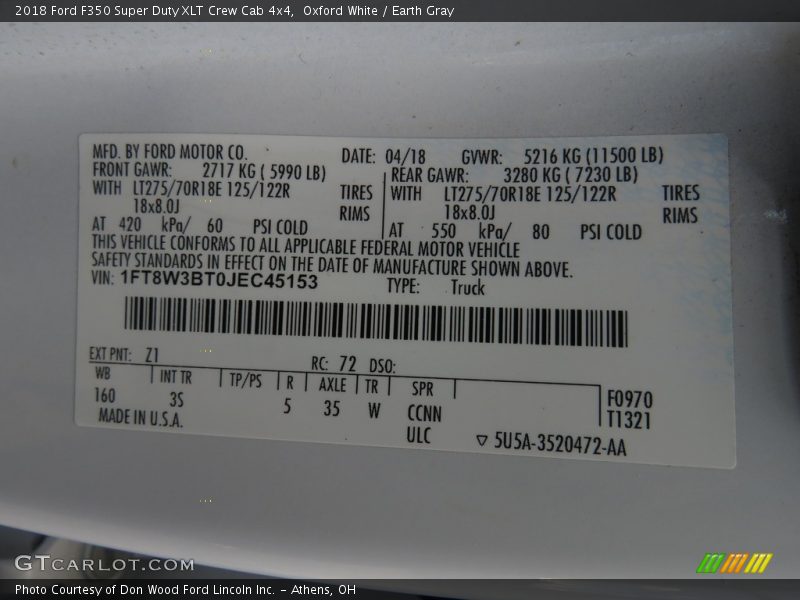 2018 Ford F350 Super Duty XLT Crew Cab 4x4, Oxford White / Earth Gray
MFD. BY FORD MOTOR CO. DATE: 04/18 GVWR: 5216 KG (11500 LB)
FRONT GAWR: 2717 KG ( 5990 LB) REAR GAWR: 3280 KG ( 7230 LB)
WITH LT275/70R18E 125/122R TIRES WITH LT275/70R18E 125/122R TIRES
18x8.0J RIMS 18x8.0J RIMS
AT 420 kPa/ 60 PSI COLD AT 550 kPa/ 80 PSI COLD
THIS VEHICLE CONFORMS TO ALL APPLICABLE FEDERAL MOTOR VEHICLE
SAFETY STANDARDS IN EFFECT ON THE DATE OF MANUFACTURE SHOWN ABOVE.
VIN: 1FT8W3BT0JEC45153 TYPE: Truck
EXT PNT: Z1 RC: 72 DSO:
WB INT TR TP/PS R AXLE TR SPR F0970
160 3S 5 35 W CCNN T1321
MADE IN U.S.A. ULC 5U5A-3520472-AA
GTCARLOT.COM
Photo Courtesy of Don Wood Ford Lincoln Inc. – Athens, OH